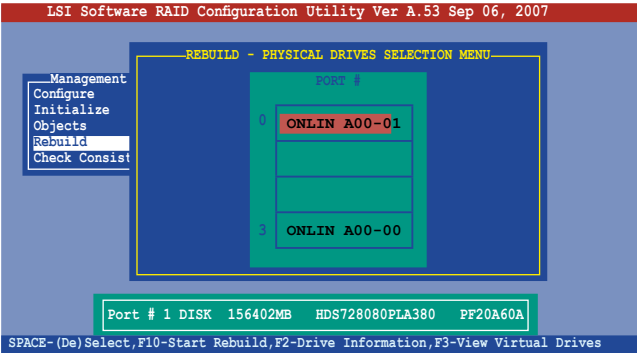 LSI Software RAID Configuration Utility Ver A.53 Sep 06, 2007
REBUILD - PHYSICAL DRIVES SELECTION MENU
Management
Configure
Initialize
Objects
Rebuild
Check Consist
PORT #
0 ONLIN A00-01
3 ONLIN A00-00
Port # 1 DISK 156402MB HDS728080PLA380 PF20A60A
SPACE-(De)Select,F10-Start Rebuild,F2-Drive Information,F3-View Virtual Drives